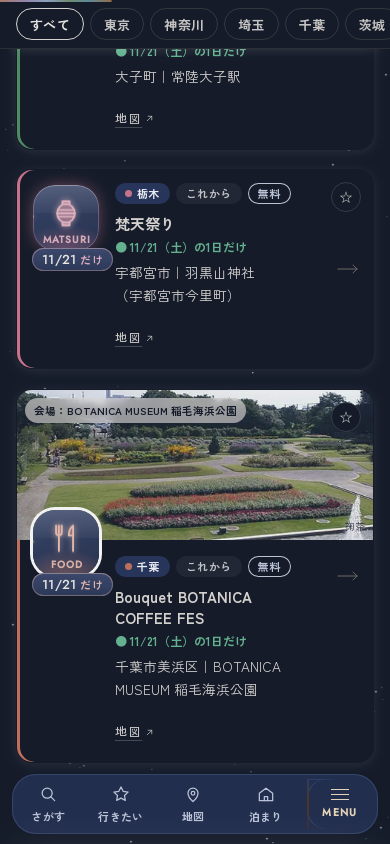 すべて
東京
神奈川
埼玉
千葉
茨城
11/21（土）の1日だけ
大子町｜常陸大子駅
地図
MATSURI
11/21 だけ
栃木
これから
無料
梵天祭り
11/21（土）の1日だけ
宇都宮市｜羽黒山神社
（宇都宮市今里町）
地図
会場：BOTANICA MUSEUM 稲毛海浜公園
FOOD
11/21 だけ
千葉
これから
無料
Bouquet BOTANICA
COFFEE FES
11/21（土）の1日だけ
千葉市美浜区｜BOTANICA
MUSEUM 稲毛海浜公園
地図
さがす
行きたい
地図
泊まり
MENU